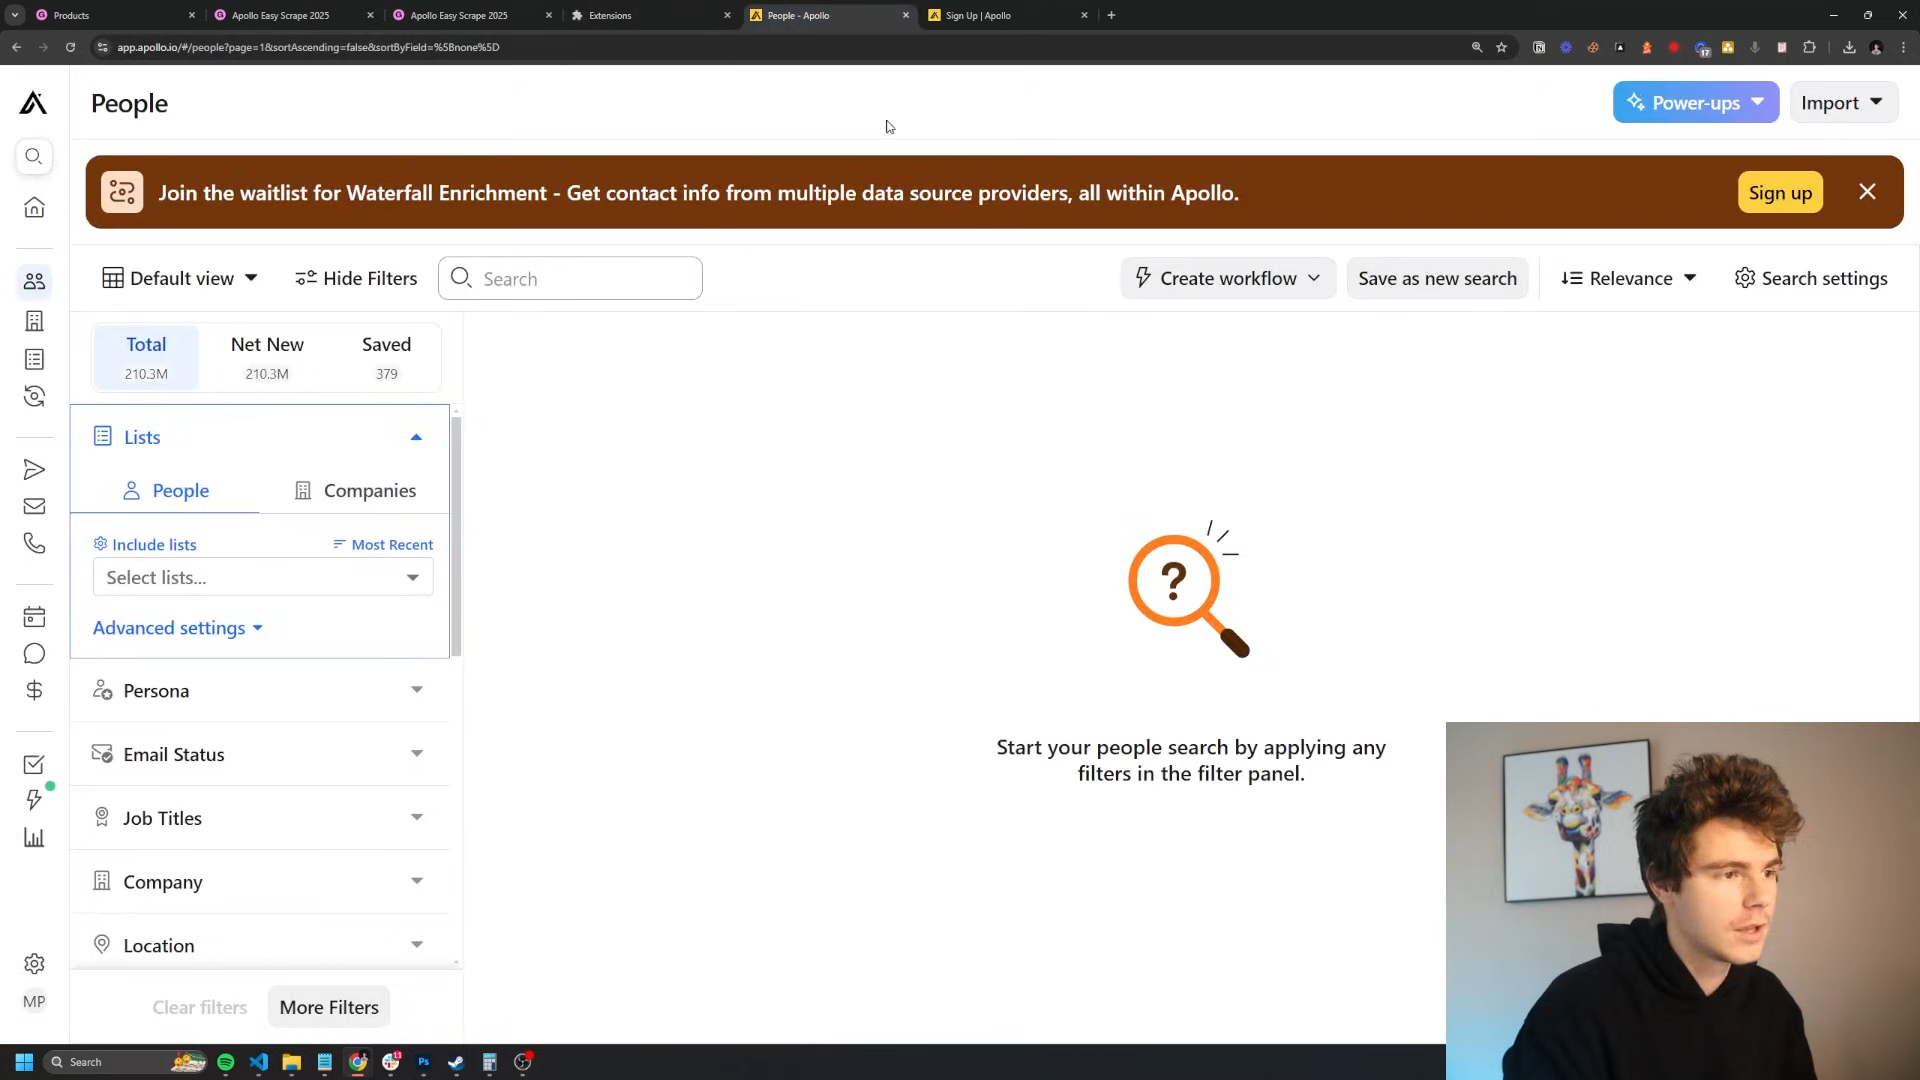 Products
Apollo Easy Scrape 2025
Apollo Easy Scrape 2025
Extensions
People - Apollo
Sign Up | Apollo
app.apollo.io/#/people?page=1&sortAscending=false&sortByField=%5Bnone%5D
17
People
Power-ups
Import
Join the waitlist for Waterfall Enrichment - Get contact info from multiple data source providers, all within Apollo.
Sign up
Default view
Hide Filters
Search
Create workflow
Save as new search
Relevance
Search settings
Total
Net New
Saved
210.3M
210.3M
379
Lists
People
Companies
Include lists
Most Recent
Select lists...
Advanced settings
Persona
Email Status
Job Titles
Company
Location
Clear filters
More Filters
?
Start your people search by applying any
filters in the filter panel.
MP
Search
11
Ps